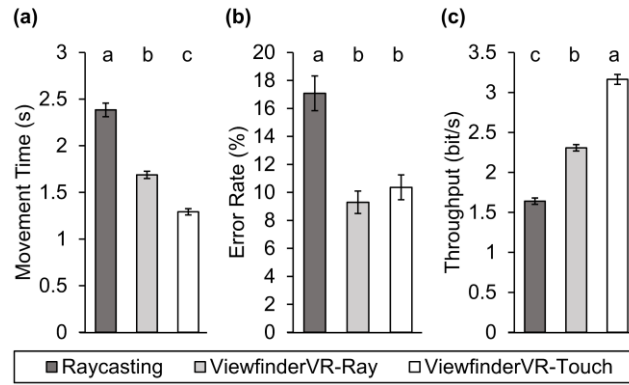 (a)
Movement Time (s)
3
2.5
2
1.5
1
0.5
0
a b c
(b)
Error Rate (%)
20
18
16
14
12
10
8
6
4
2
0
a b b
(c)
Throughput (bit/s)
3.5
3
2.5
2
1.5
1
0.5
0
c b a
Raycasting ViewfinderVR-Ray ViewfinderVR-Touch